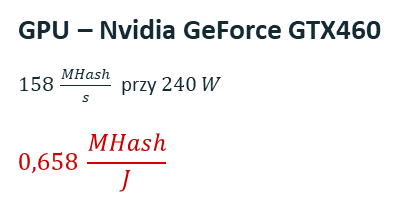 GPU – Nvidia GeForce GTX460
158 MHash/s przy 240 W
0,658 MHash/J